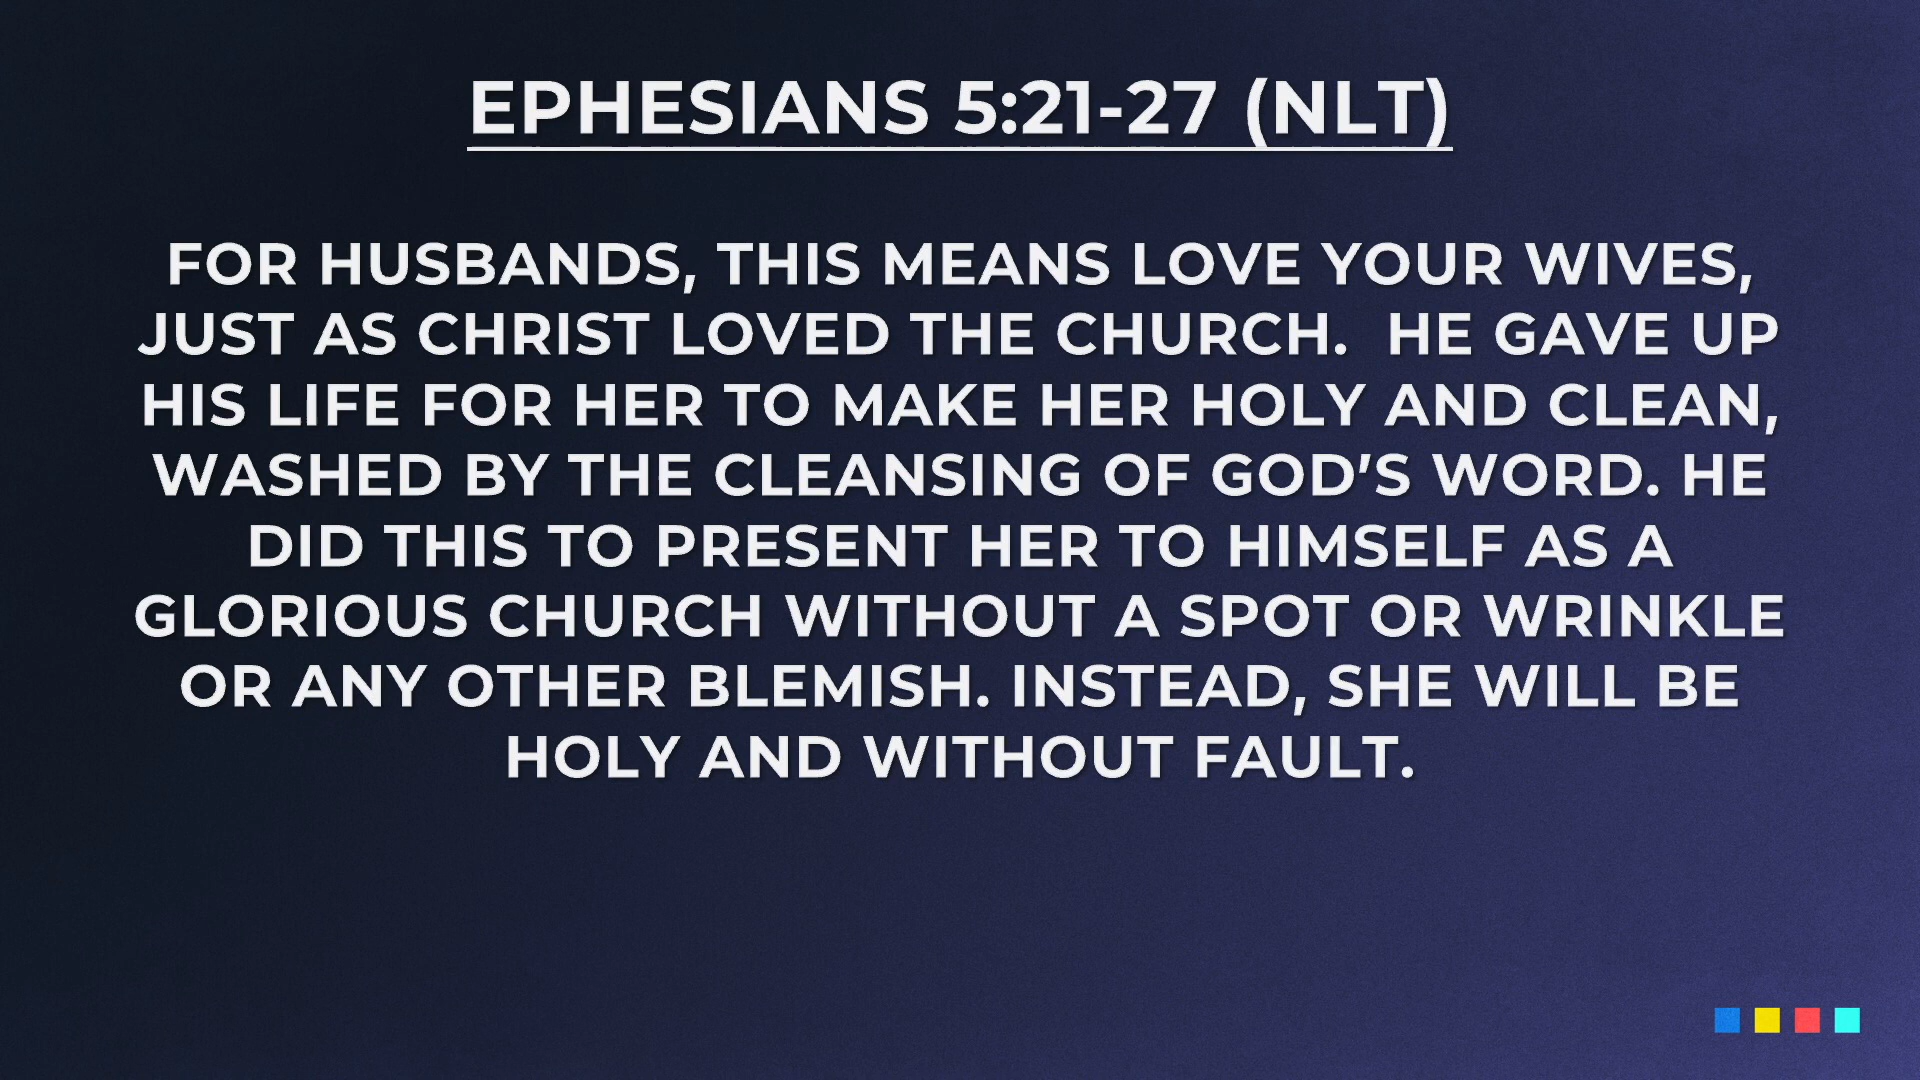 EPHESIANS 5:21-27 (NLT)
FOR HUSBANDS, THIS MEANS LOVE YOUR WIVES,
JUST AS CHRIST LOVED THE CHURCH.  HE GAVE UP
HIS LIFE FOR HER TO MAKE HER HOLY AND CLEAN,
WASHED BY THE CLEANSING OF GOD'S WORD. HE
DID THIS TO PRESENT HER TO HIMSELF AS A
GLORIOUS CHURCH WITHOUT A SPOT OR WRINKLE
OR ANY OTHER BLEMISH. INSTEAD, SHE WILL BE
HOLY AND WITHOUT FAULT.